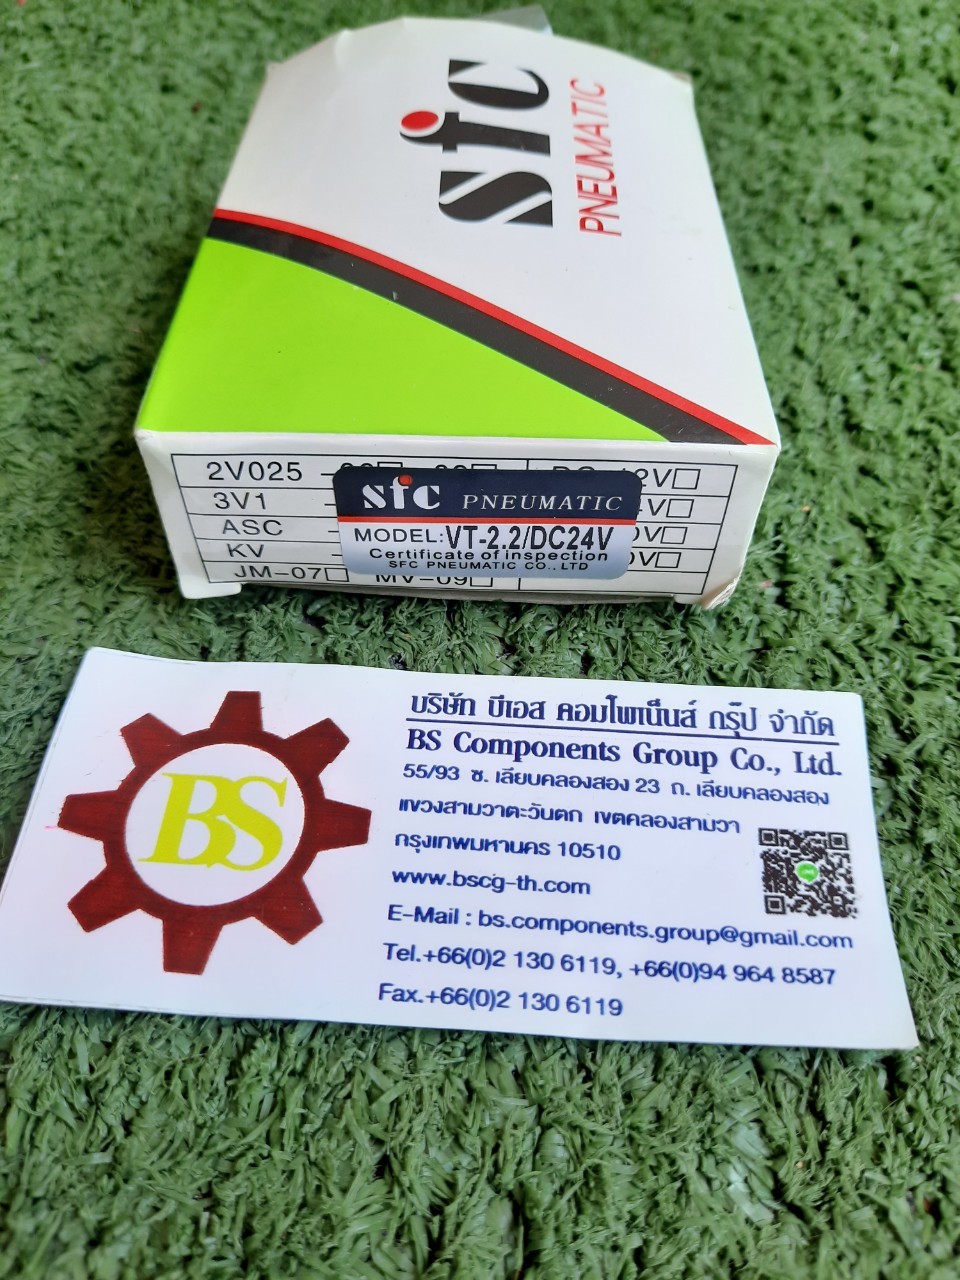 sfc
PNEUMATIC
2V025
3V1
ASC
KV
JM-07□ MV-09□
sfc PNEUMATIC
MODEL:VT-2.2/DC24V
Certificate of inspection
SFC PNEUMATIC CO., LTD
BS
บริษัท บีเอส คอมโพเน็นส์ กรุ๊ป จำกัด
BS Components Group Co., Ltd.
55/93 ซ. เลียบคลองสอง 23 ถ. เลียบคลองสอง
แขวงสามวาตะวันตก เขตคลองสามวา
กรุงเทพมหานคร 10510
www.bscg-th.com
E-Mail : bs.components.group@gmail.com
Tel.+66(0)2 130 6119, +66(0)94 964 8587
Fax.+66(0)2 130 6119